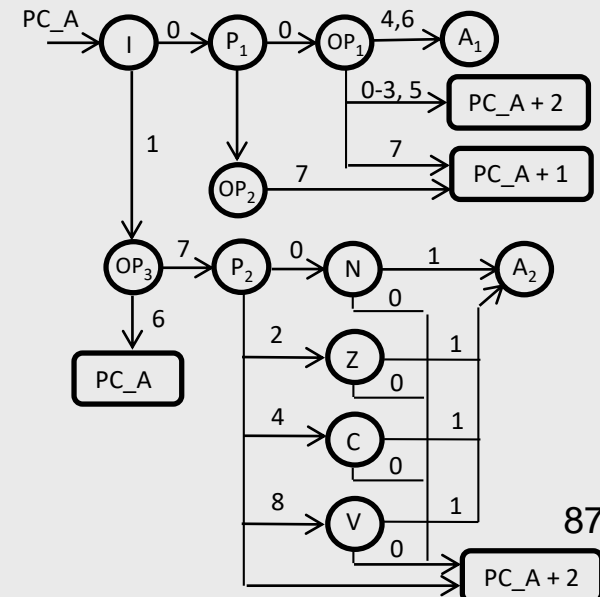 PC_A
I
0
P₁
0
OP₁
4,6
A₁
0-3, 5
PC_A + 2
1
7
PC_A + 1
OP₂
7
OP₃
7
P₂
0
N
1
A₂
0
6
PC_A
2
Z
1
0
4
C
1
0
8
V
1
87
0
PC_A + 2